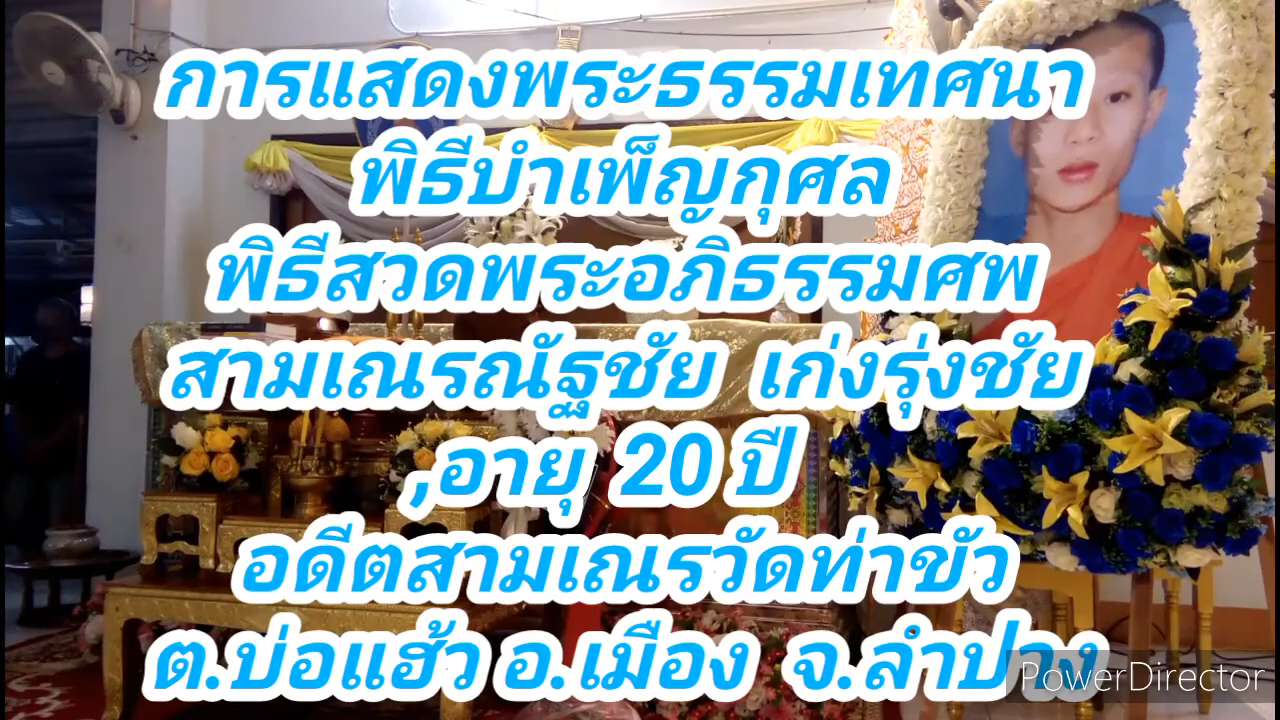 การแสดงพระธรรมเทศนา
พิธีบำเพ็ญกุศล
พิธีสวดพระอภิธรรมศพ
สามเณรณัฐชัย เก่งรุ่งชัย
,อายุ 20 ปี
อดีตสามเณรวัดท่าขัว
ต.บ่อแฮ้ว อ.เมือง จ.ลำปาง
PowerDirector